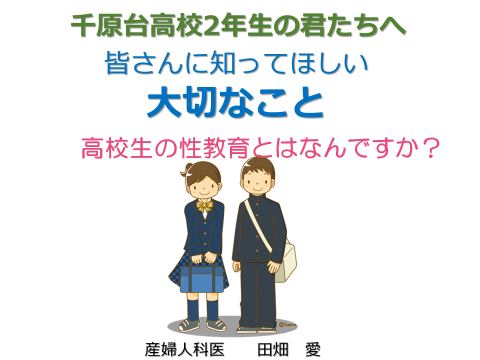 千原台高校2年生の君たちへ
皆さんに知ってほしい
大切なこと
高校生の性教育とはなんですか？
産婦人科医　　田畑　愛